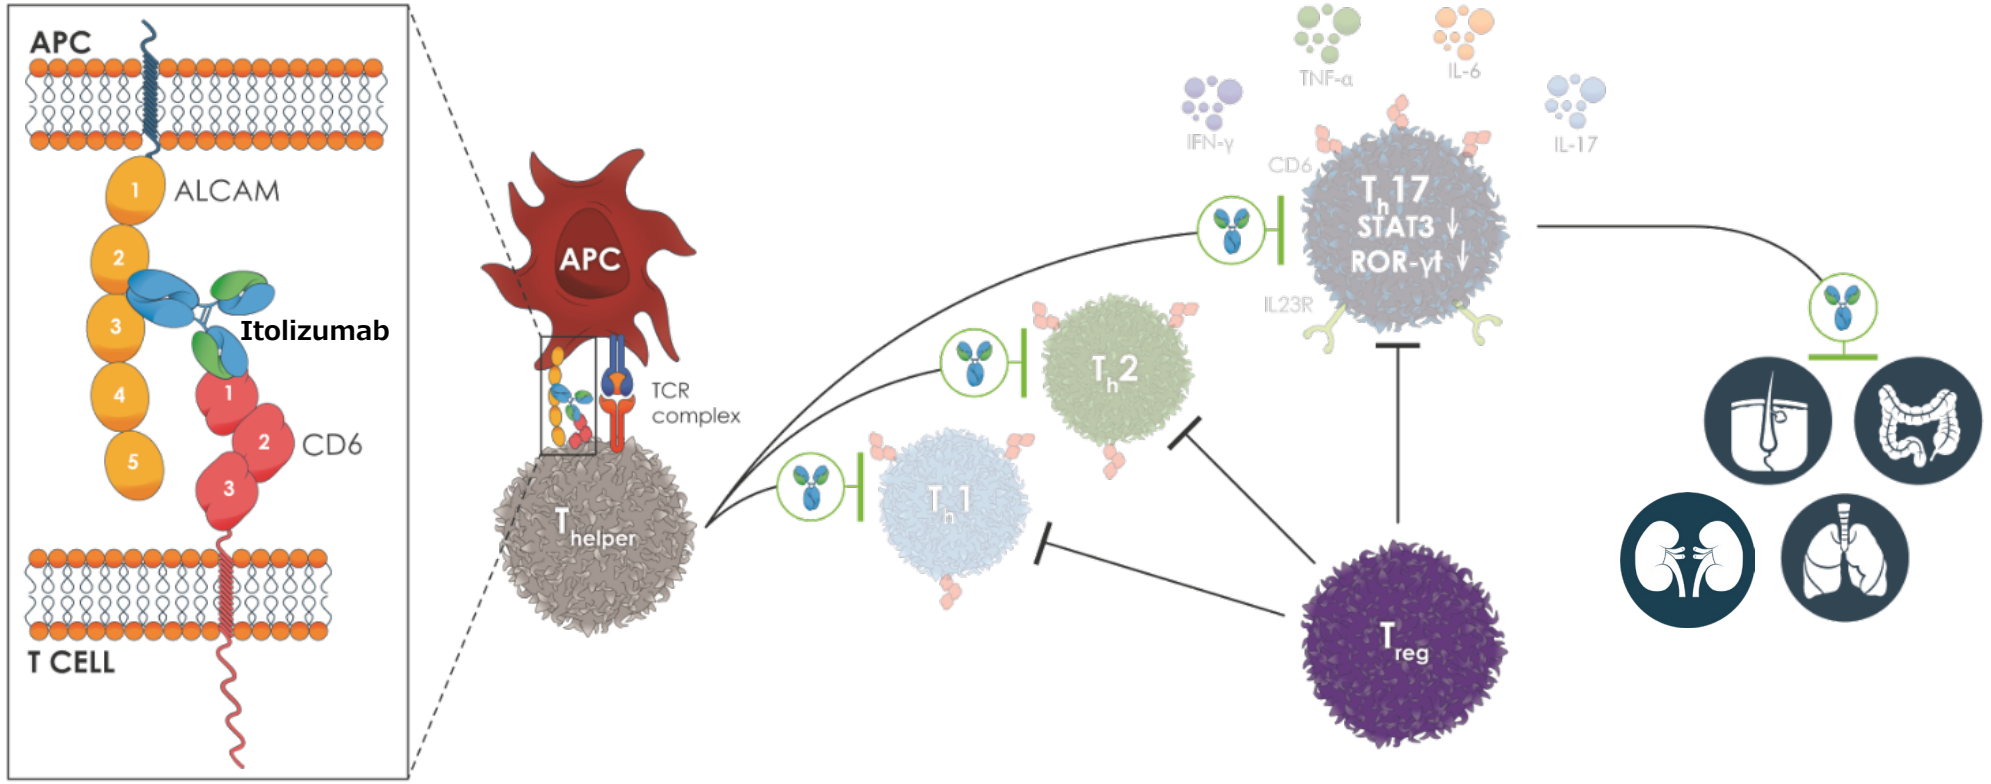 APC
1
ALCAM
2
3
Itolizumab
4
1
5
2
CD6
3
T CELL
APC
TCR
complex
Thelper
Th1
Th2
IFN-γ
TNF-α
IL-6
IL-17
CD6
Th17
STAT3 ↓
ROR-γt ↓
IL23R
Treg